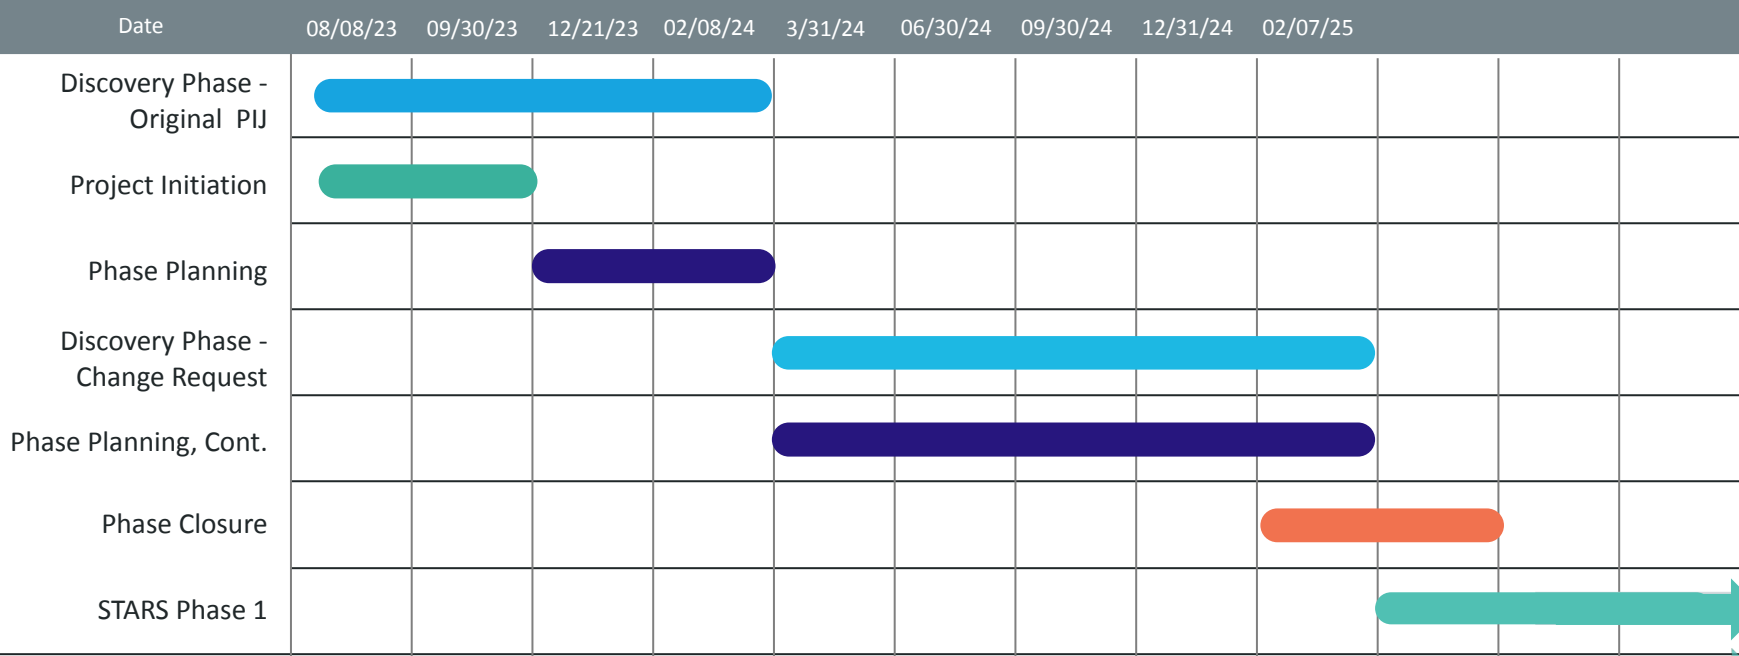 Date 08/08/23 09/30/23 12/21/23 02/08/24 3/31/24 06/30/24 09/30/24 12/31/24 02/07/25
Discovery Phase -
Original PIJ
Project Initiation
Phase Planning
Discovery Phase -
Change Request
Phase Planning, Cont.
Phase Closure
STARS Phase 1